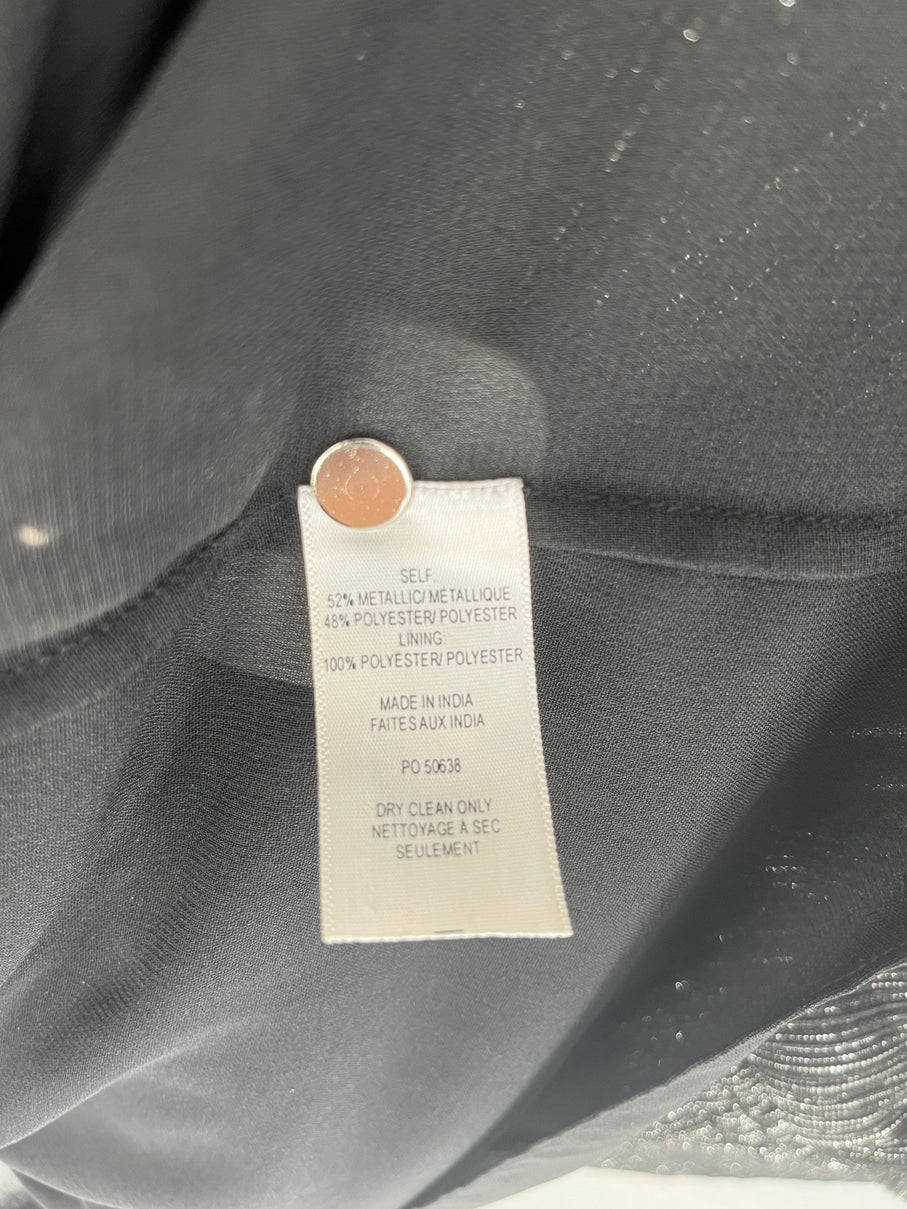 SELF
52% METALLIC/ MÉTALLIQUE
48% POLYESTER/ POLYESTER
LINING:
100% POLYESTER/ POLYESTER
MADE IN INDIA
FAITES AUX INDIA
PO 50638
DRY CLEAN ONLY
NETTOYAGE À SEC
SEULEMENT